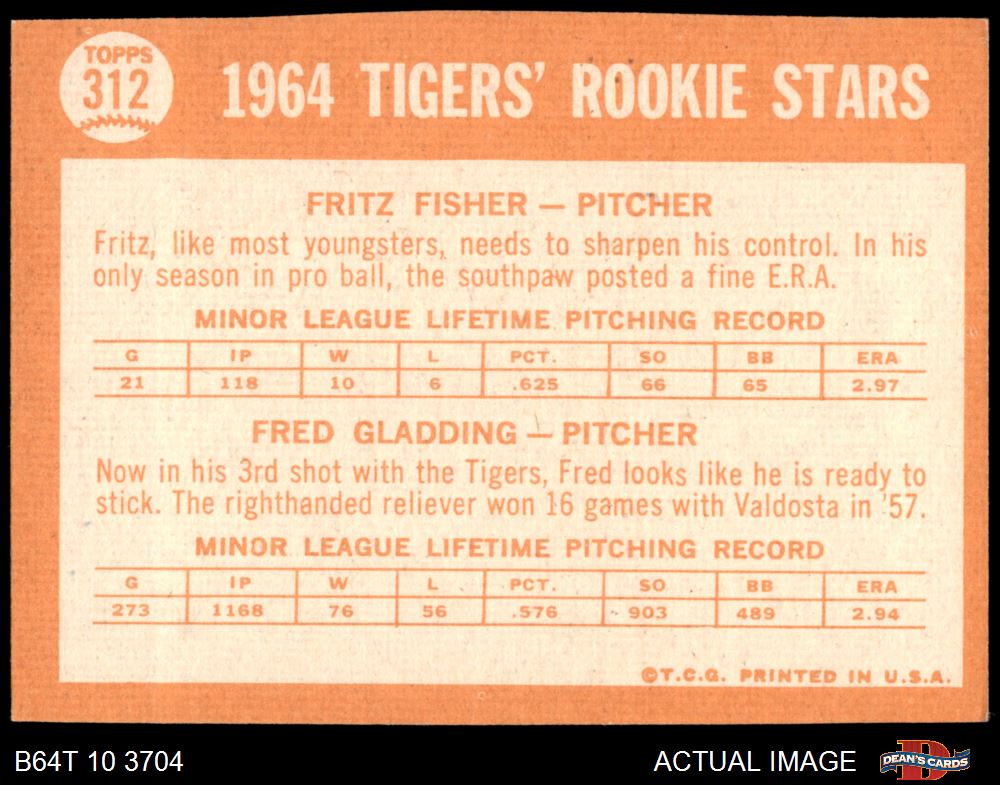 TOPPS
312
1964 TIGERS' ROOKIE STARS
FRITZ FISHER — PITCHER
Fritz, like most youngsters, needs to sharpen his control. In his
only season in pro ball, the southpaw posted a fine E.R.A.
MINOR LEAGUE LIFETIME PITCHING RECORD
G IP W L PCT. SO BB ERA
21 118 10 6 .625 66 65 2.97
FRED GLADDING — PITCHER
Now in his 3rd shot with the Tigers, Fred looks like he is ready to
stick. The righthanded reliever won 16 games with Valdosta in '57.
MINOR LEAGUE LIFETIME PITCHING RECORD
G IP W L PCT. SO BB ERA
273 1168 76 56 .576 903 489 2.94
©T.C.G. PRINTED IN U.S.A.
B64T 10 3704
ACTUAL IMAGE
D
DEAN'S CARDS